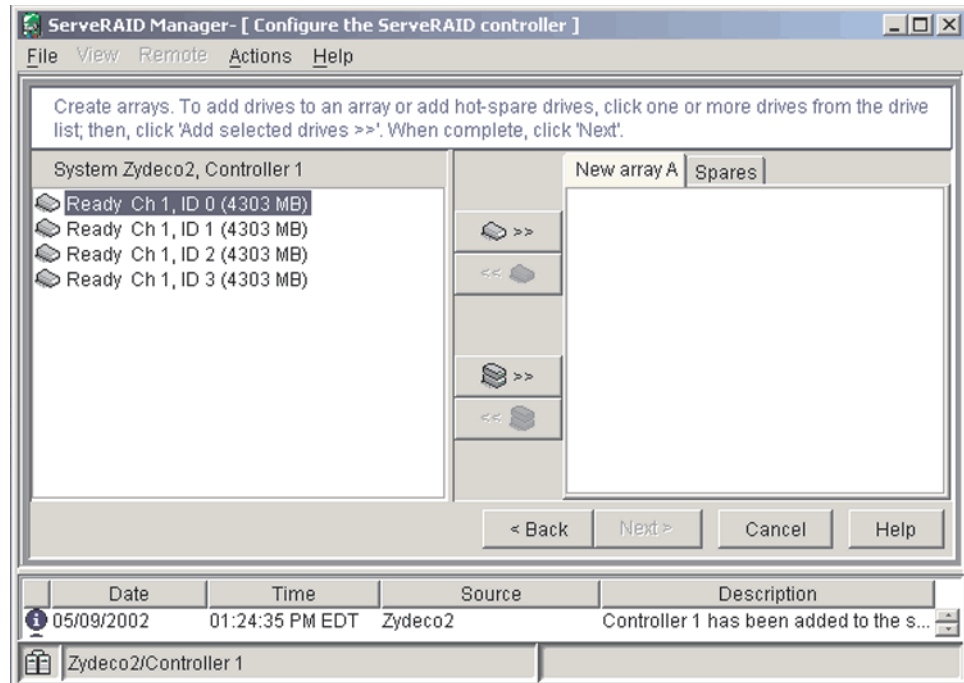 ServeRAID Manager- [ Configure the ServeRAID controller ]
File View Remote Actions Help
Create arrays. To add drives to an array or add hot-spare drives, click one or more drives from the drive
list; then, click 'Add selected drives >>'. When complete, click 'Next'.
System Zydeco2, Controller 1
New array A Spares
Ready Ch 1, ID 0 (4303 MB)
Ready Ch 1, ID 1 (4303 MB)
Ready Ch 1, ID 2 (4303 MB)
Ready Ch 1, ID 3 (4303 MB)
>>
<<
>>
<<
< Back Next > Cancel Help
Date Time Source Description
05/09/2002 01:24:35 PM EDT Zydeco2 Controller 1 has been added to the s...
Zydeco2/Controller 1